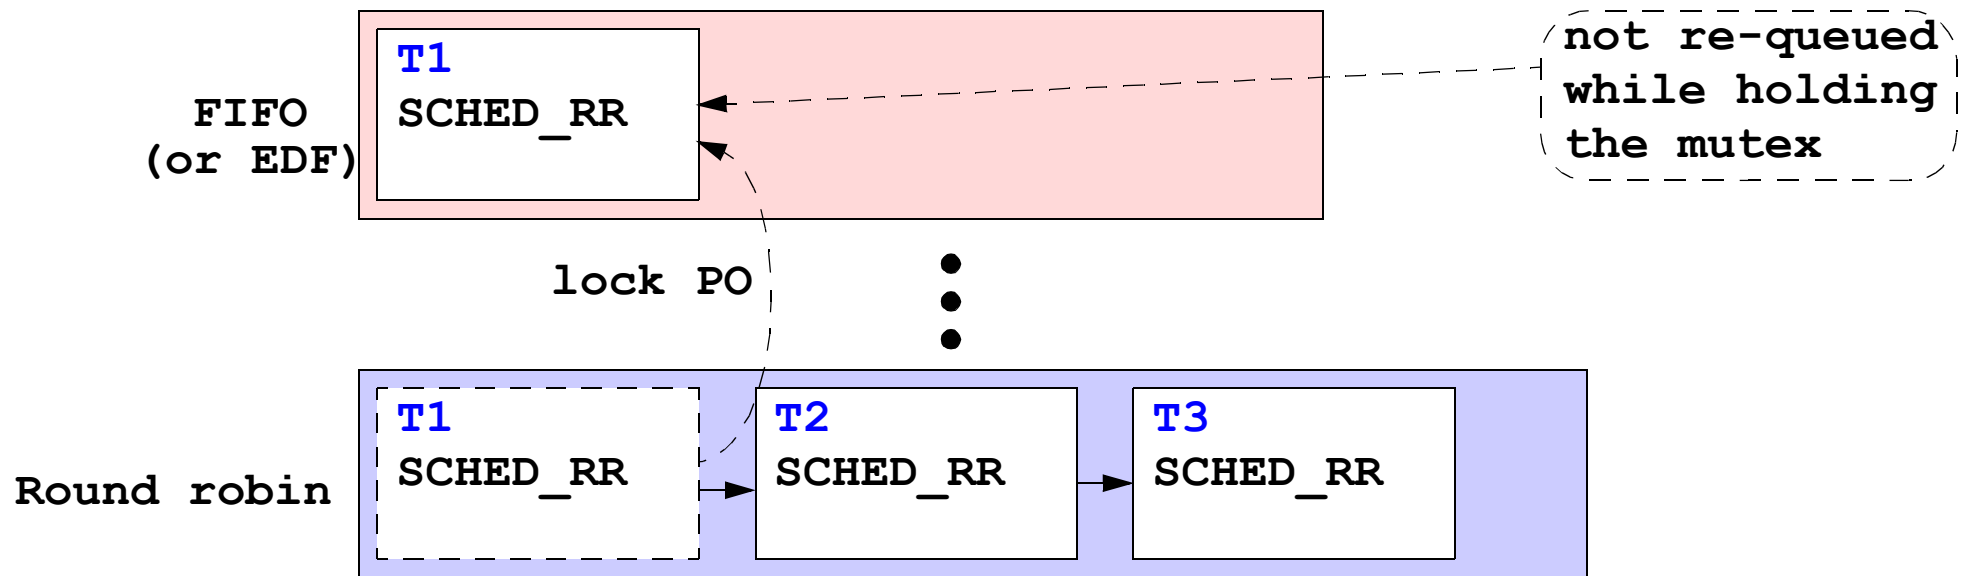 T1
SCHED_RR
FIFO
(or EDF)
not re-queued
while holding
the mutex
lock PO
Round robin
T1
SCHED_RR
T2
SCHED_RR
T3
SCHED_RR